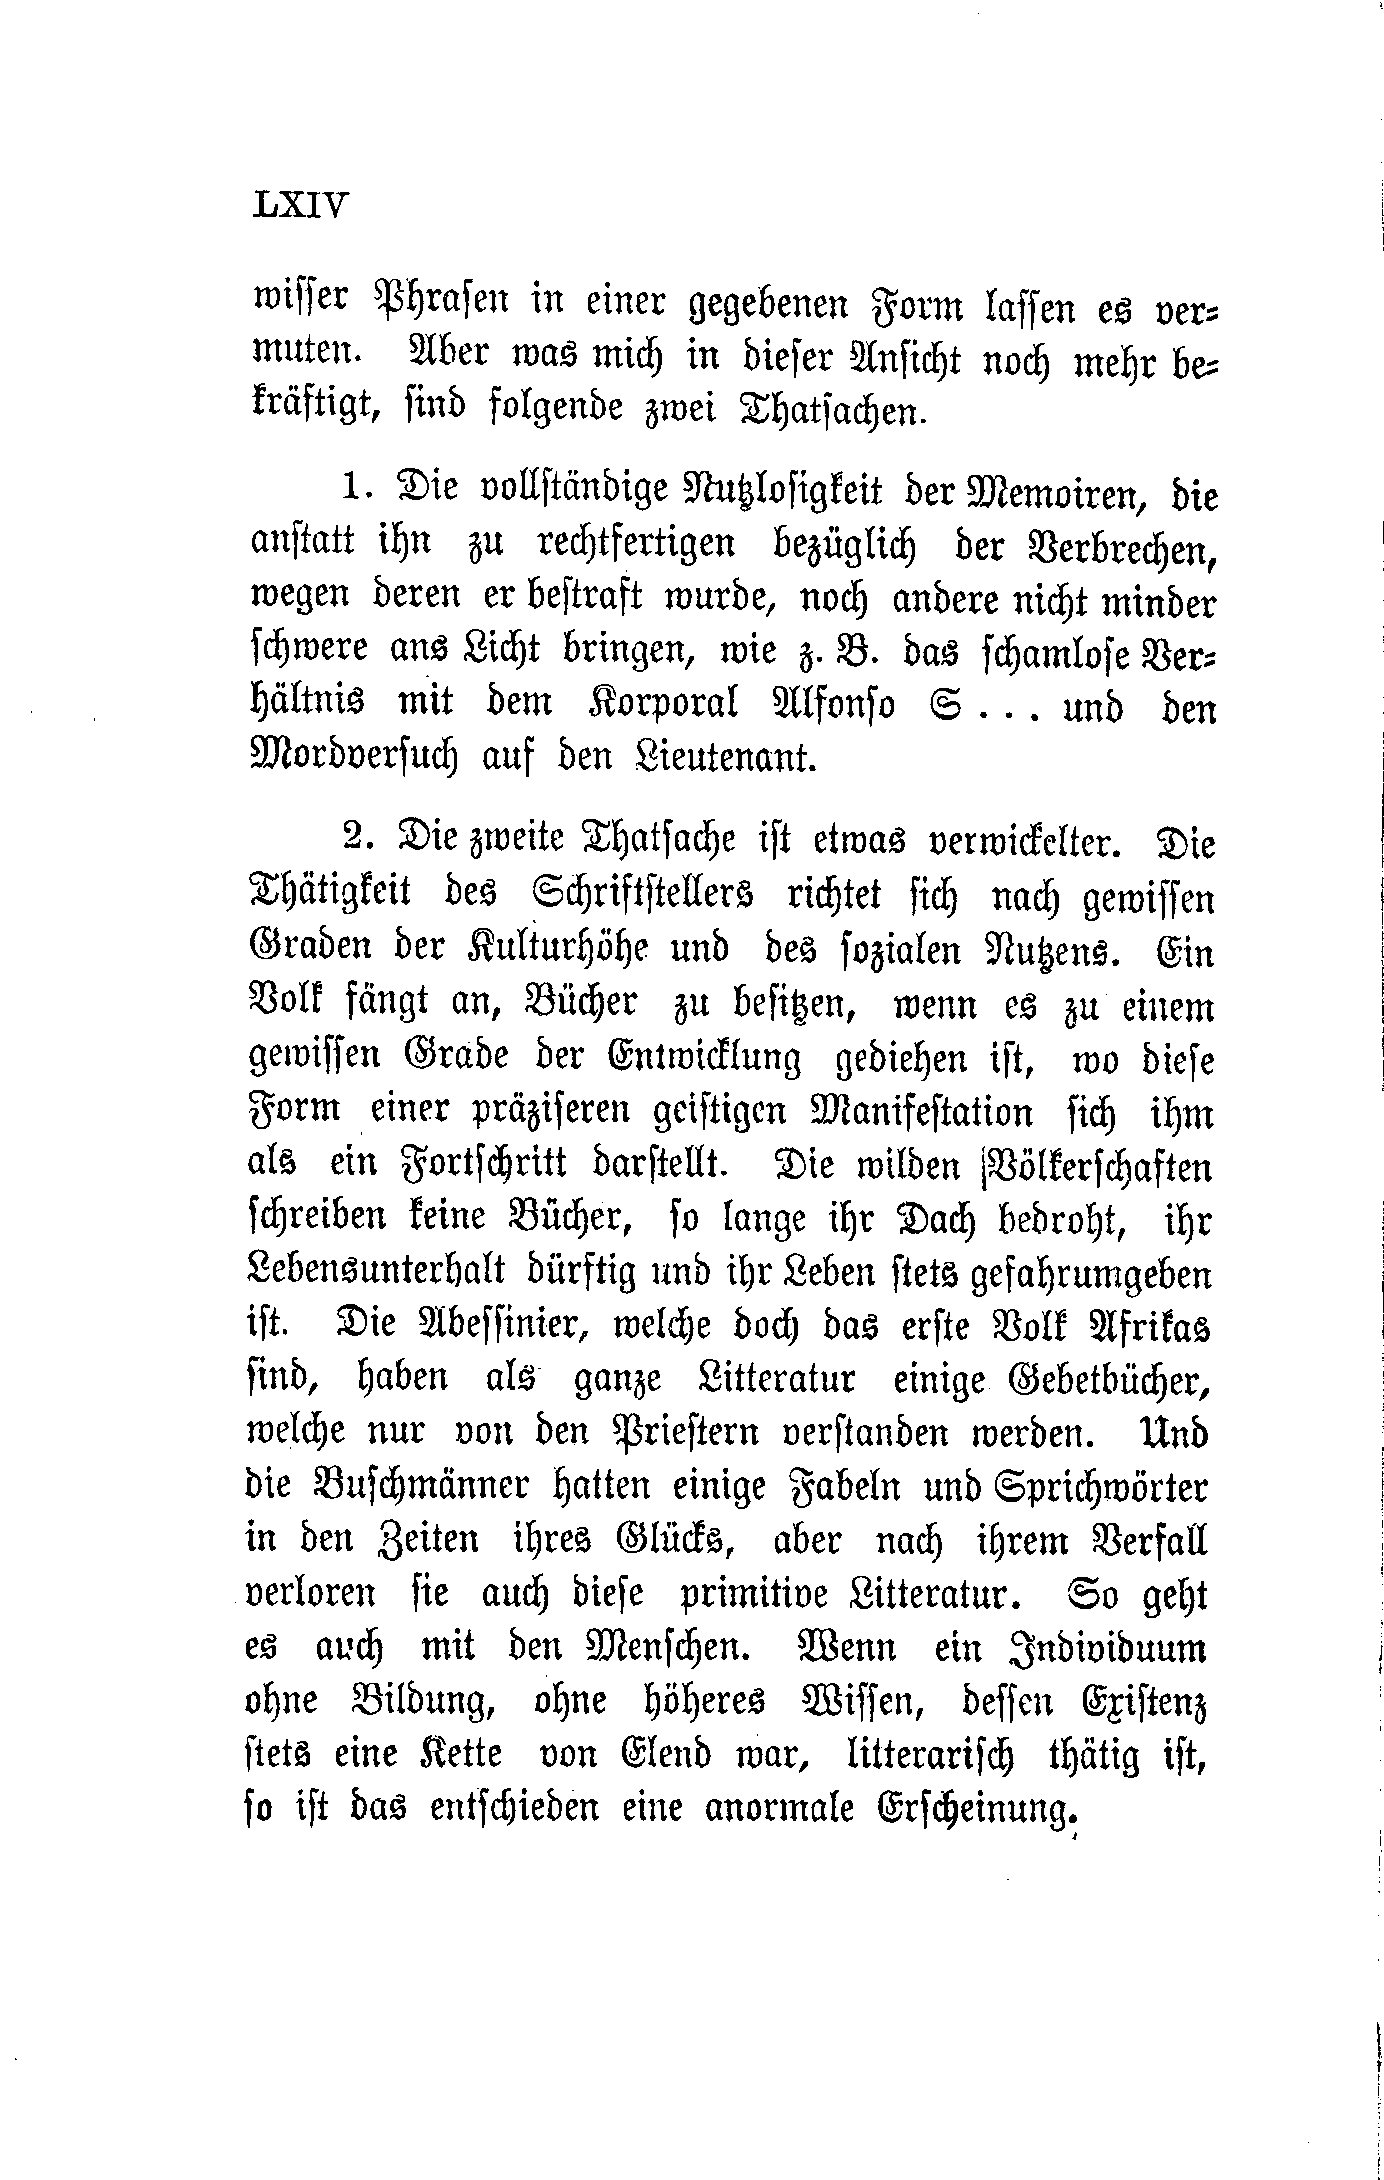 LXIV
wisser Phrasen in einer gegebenen Form lassen es ver-
muten. Aber was mich in dieser Ansicht noch mehr be-
kräftigt, sind folgende zwei Thatsachen.
1. Die vollständige Nutzlosigkeit der Memoiren, die
anstatt ihn zu rechtfertigen bezüglich der Verbrechen,
wegen deren er bestraft wurde, noch andere nicht minder
schwere ans Licht bringen, wie z. B. das schamlose Ver-
hältnis mit dem Korporal Alfonso S . . . und den
Mordversuch auf den Lieutenant.
2. Die zweite Thatsache ist etwas verwickelter. Die
Thätigkeit des Schriftstellers richtet sich nach gewissen
Graden der Kulturhöhe und des sozialen Nutzens. Ein
Volk fängt an, Bücher zu besitzen, wenn es zu einem
gewissen Grade der Entwicklung gediehen ist, wo diese
Form einer präziseren geistigen Manifestation sich ihm
als ein Fortschritt darstellt. Die wilden Völkerschaften
schreiben keine Bücher, so lange ihr Dach bedroht, ihr
Lebensunterhalt dürftig und ihr Leben stets gefahrumgeben
ist. Die Abessinier, welche doch das erste Volk Afrikas
sind, haben als ganze Litteratur einige Gebetbücher,
welche nur von den Priestern verstanden werden. Und
die Buschmänner hatten einige Fabeln und Sprichwörter
in den Zeiten ihres Glücks, aber nach ihrem Verfall
verloren sie auch diese primitive Litteratur. So geht
es auch mit den Menschen. Wenn ein Individuum
ohne Bildung, ohne höheres Wissen, dessen Existenz
stets eine Kette von Elend war, litterarisch thätig ist,
so ist das entschieden eine anormale Erscheinung.